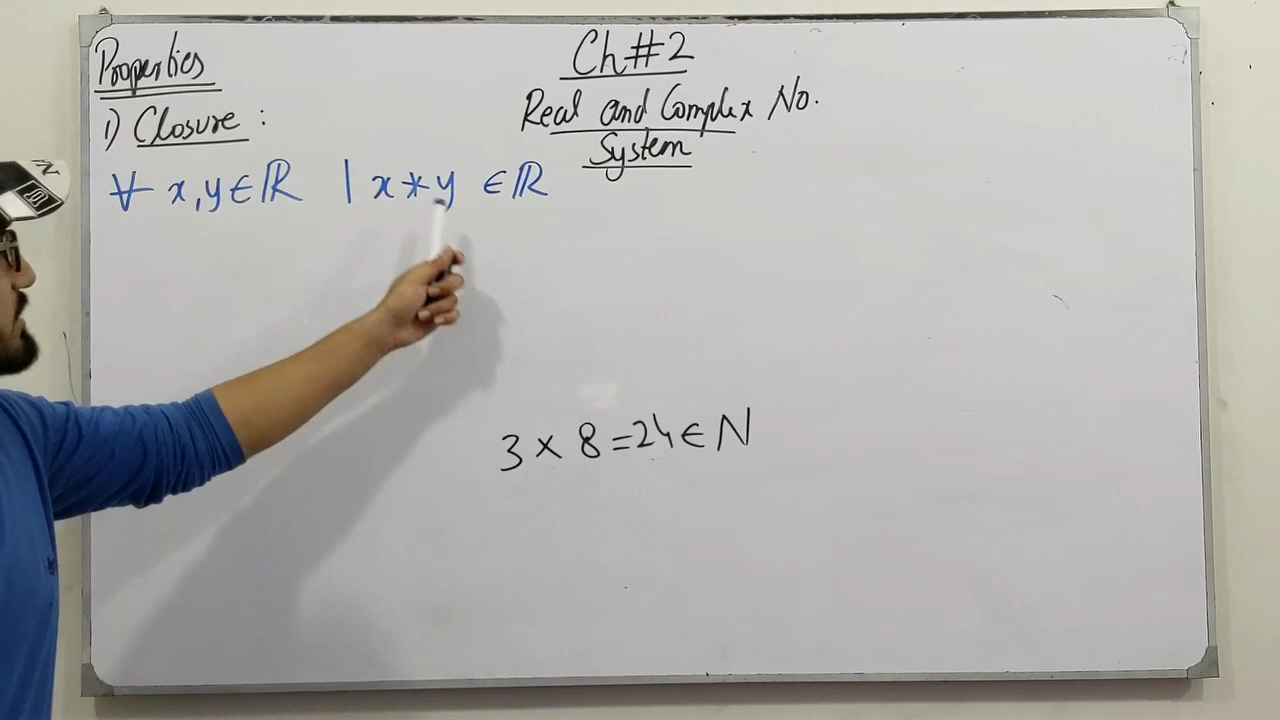 Properties
Ch#2
Real and Complex No.
System
1) Closure :
∀ x,y∈ℝ | x*y ∈ℝ
3 × 8 =24∈ N